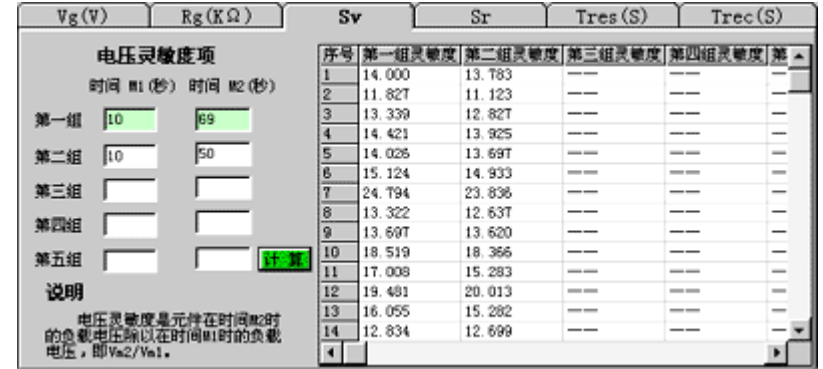 Vg(V) Rg(KΩ) Sv Sr Tres(S) Trec(S)
电压灵敏度项
时间 M1(秒) 时间 M2(秒)
第一组 10 69
第二组 10 50
第三组
第四组
第五组 计 算
说明
电压灵敏度是元件在时间M2时
的负载电压除以在时间M1时的负载
电压，即Vm2/Vm1。
序号 第一组灵敏度 第二组灵敏度 第三组灵敏度 第四组灵敏度 第
1 14.000 13.783 —— —— —
2 11.827 11.123 —— —— —
3 13.339 12.827 —— —— —
4 14.421 13.925 —— —— —
5 14.026 13.697 —— —— —
6 15.124 14.933 —— —— —
7 24.794 23.836 —— —— —
8 13.322 12.637 —— —— —
9 13.697 13.620 —— —— —
10 18.519 18.366 —— —— —
11 17.008 15.283 —— —— —
12 19.481 20.013 —— —— —
13 16.055 15.282 —— —— —
14 12.834 12.699 —— —— —